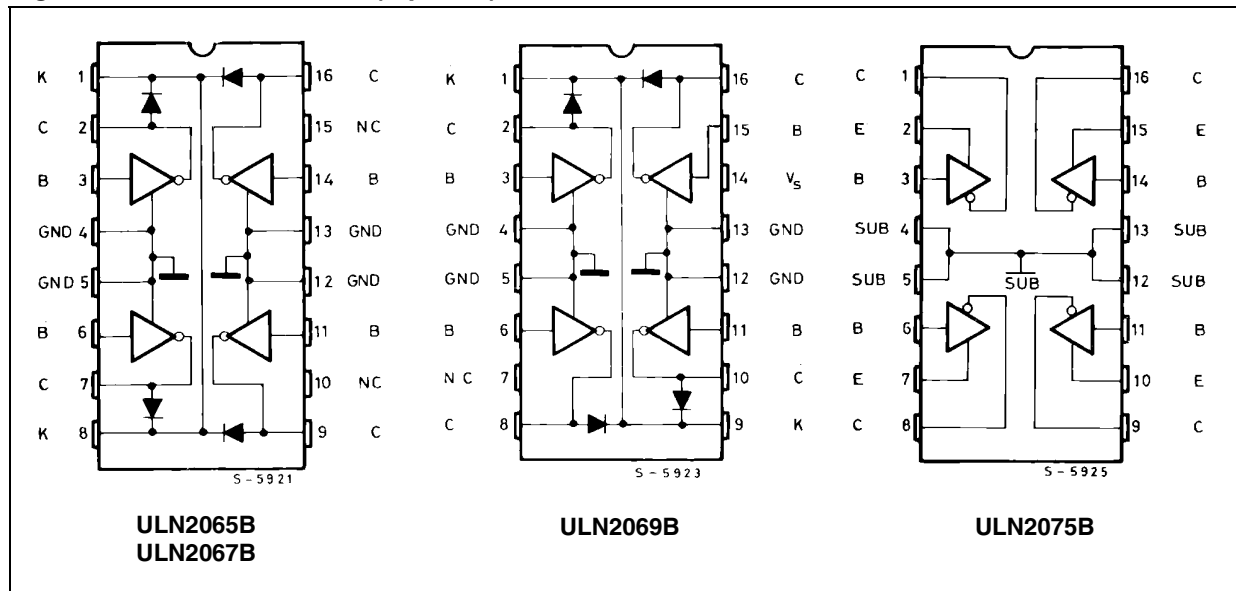 K 1 16 C
C 2 15 NC
B 3 14 B
GND 4 13 GND
GND 5 12 GND
B 6 11 B
C 7 10 NC
K 8 9 C
S-5921
ULN2065B
ULN2067B
K 1 16 C
C 2 15 B
B 3 14 VS
GND 4 13 GND
GND 5 12 GND
B 6 11 B
NC 7 10 C
C 8 9 K
S-5923
ULN2069B
C 1 16 C
E 2 15 E
B 3 14 B
SUB 4 13 SUB
SUB 5 12 SUB
SUB
B 6 11 B
E 7 10 E
C 8 9 C
S-5925
ULN2075B